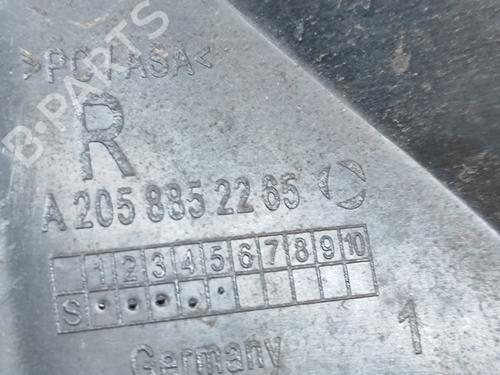 >PC+ASA<
R
A 205 885 22 65
1 2 3 4 5 6 7 8 9 10
S
Germany
1
B-PARTS